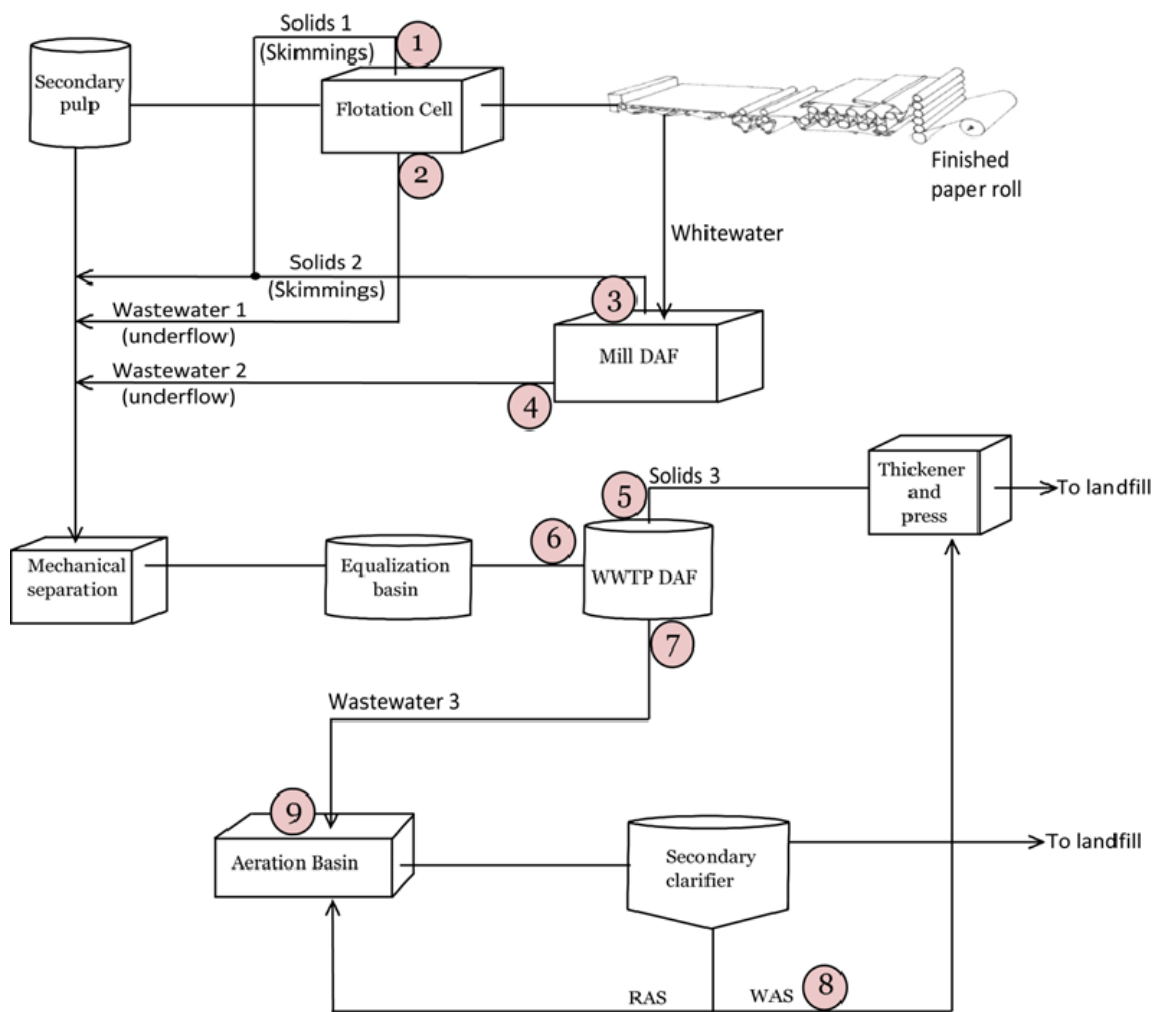 Solids 1
(Skimmings)
1
Secondary
pulp
Flotation Cell
2
Finished
paper roll
Whitewater
Solids 2
(Skimmings)
3
Wastewater 1
(underflow)
Mill DAF
Wastewater 2
(underflow)
4
5
Solids 3
Thickener
and
press
To landfill
6
Mechanical
separation
Equalization
basin
WWTP DAF
7
Wastewater 3
9
Aeration Basin
Secondary
clarifier
To landfill
RAS
WAS
8